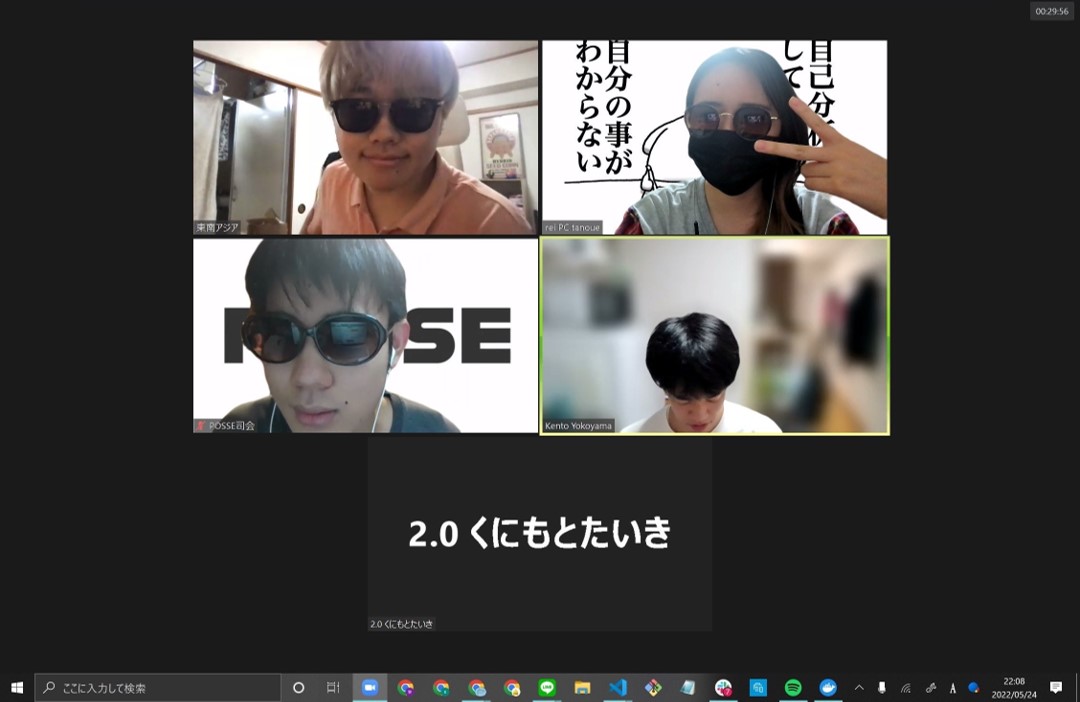 00:29:56
自分の事が
わからない
自己分析
して
東南アジア
rei PC tanoue
SE
POSSE司会
Kento Yokoyama
2.0 くにもとたいき
2.0 くにもとたいき
ここに入力して検索
LINE
A
22:08
2022/05/24